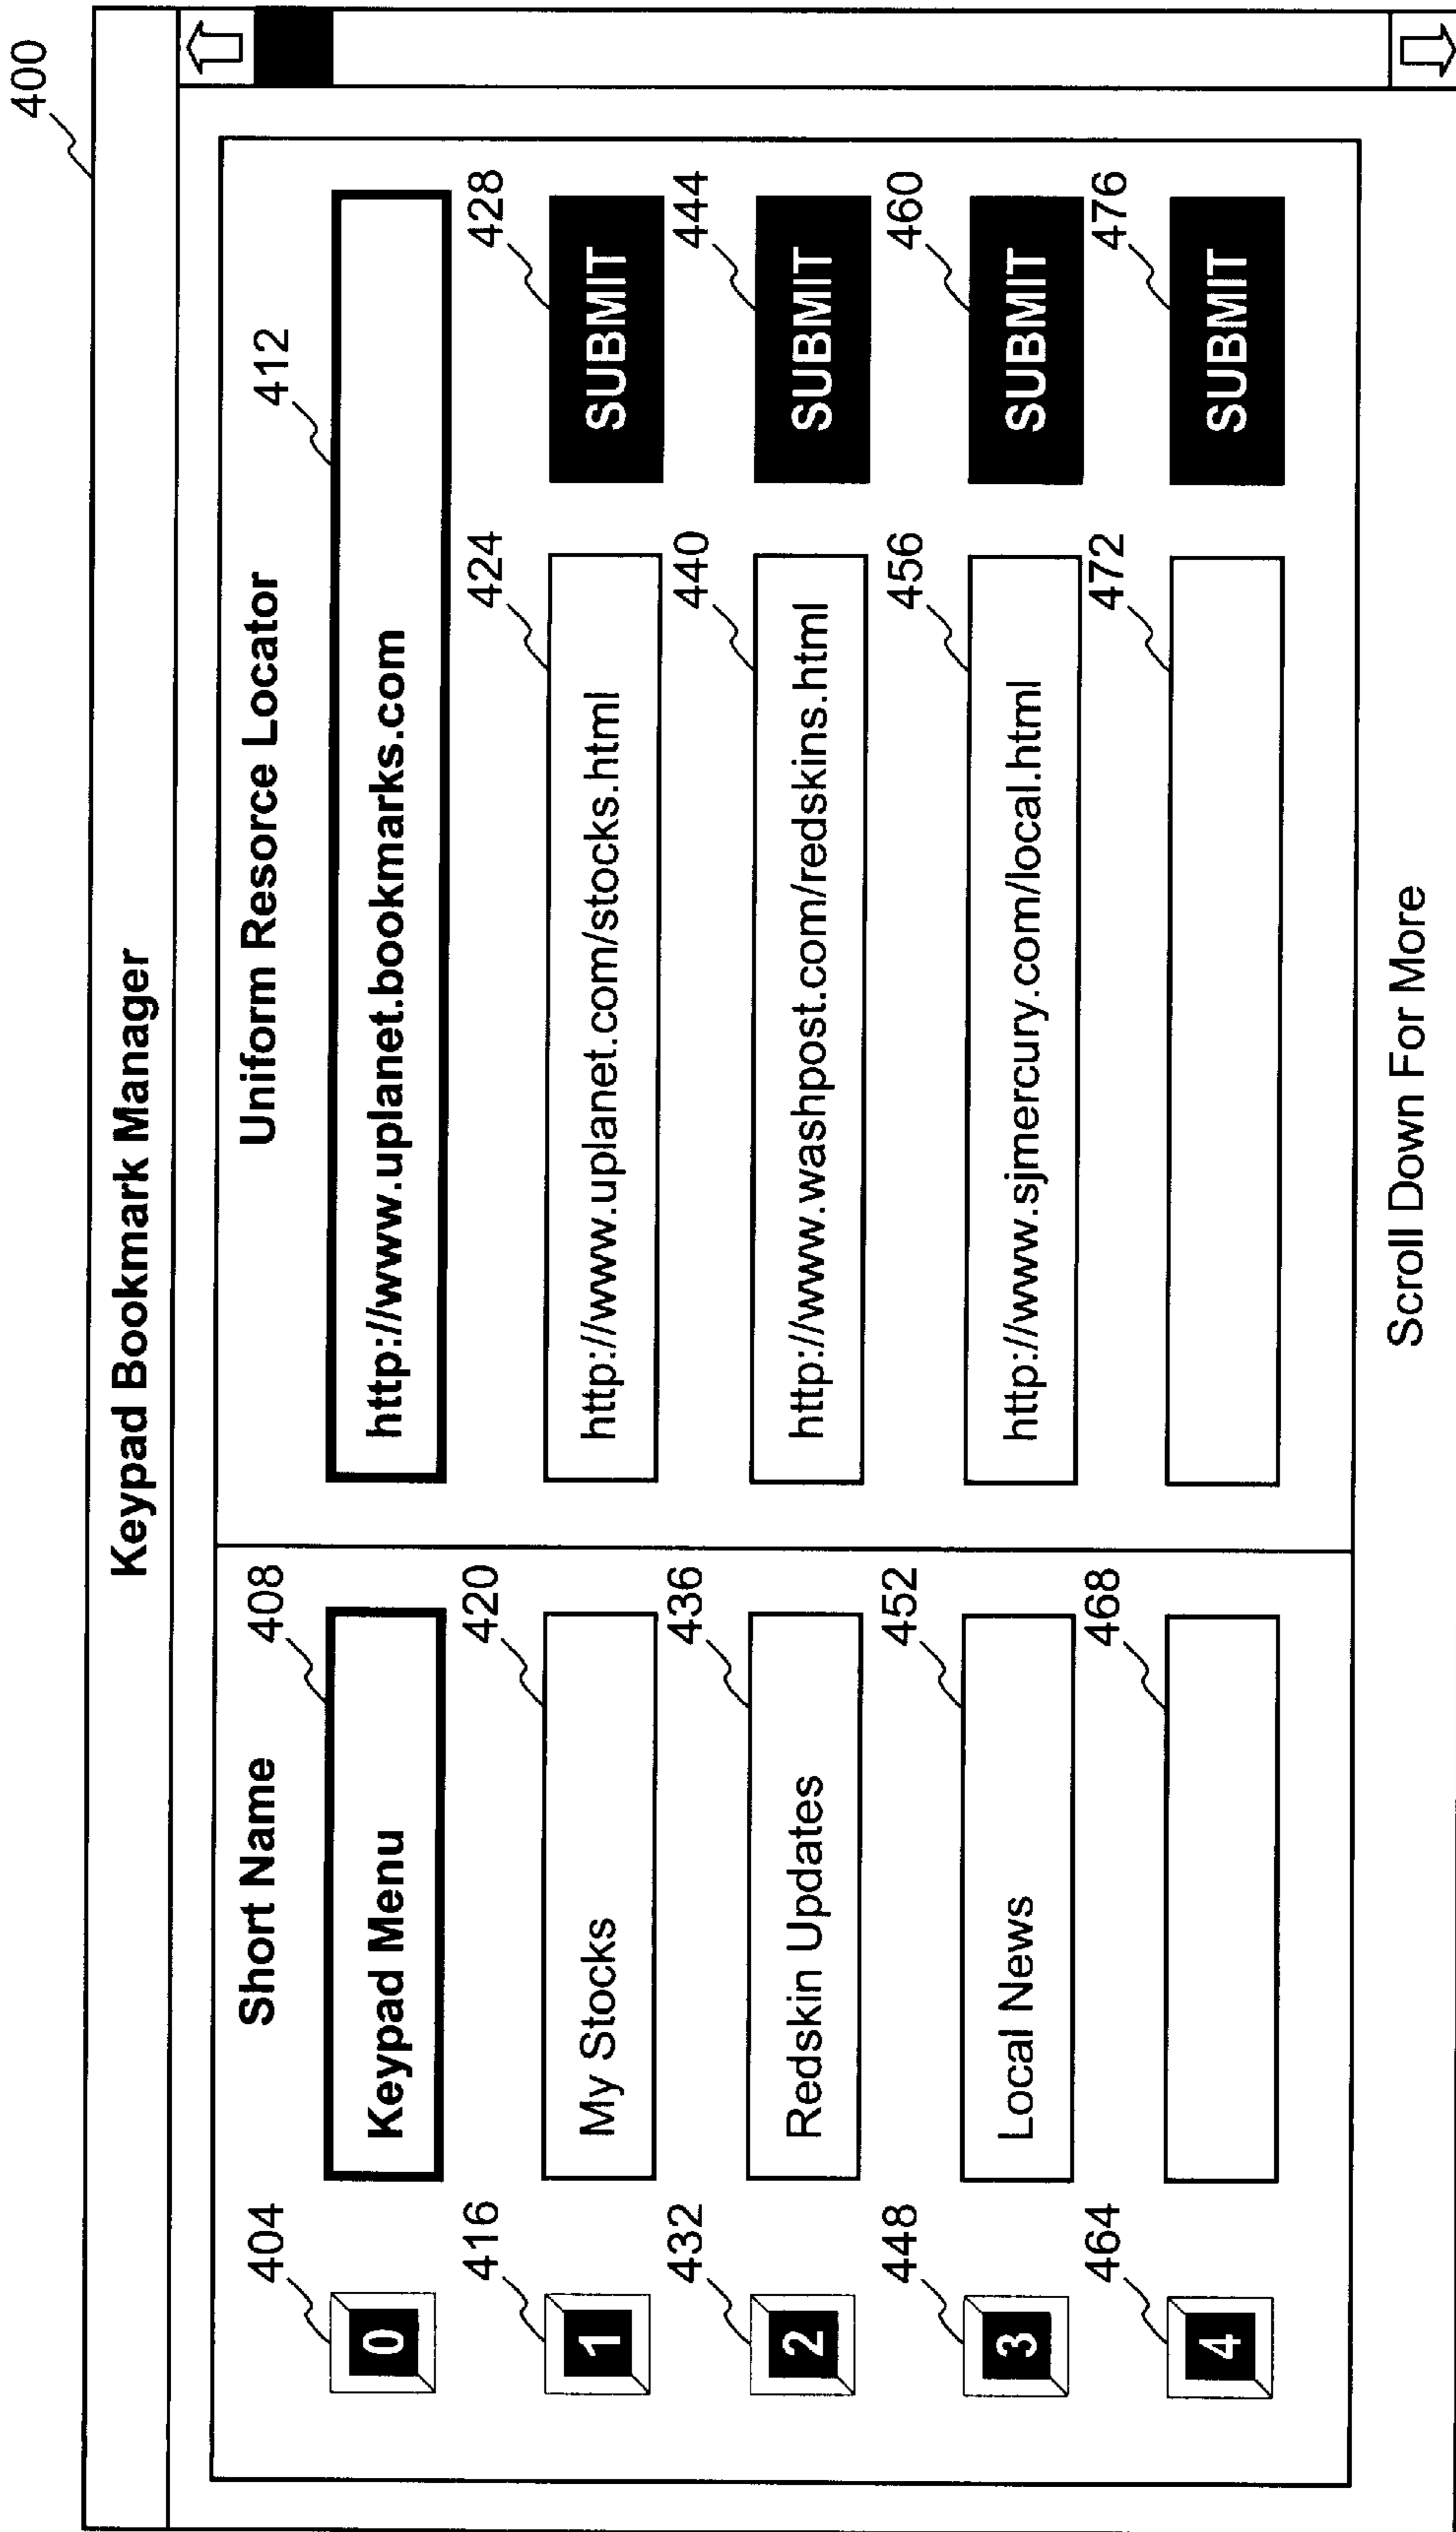 400
Keypad Bookmark Manager
Short Name
Uniform Resorce Locator
404
408
412
0
Keypad Menu
http://www.uplanet.bookmarks.com
416
420
424
428
1
My Stocks
http://www.uplanet.com/stocks.html
SUBMIT
432
436
440
444
2
Redskin Updates
http://www.washpost.com/redskins.html
SUBMIT
448
452
456
460
3
Local News
http://www.sjmercury.com/local.html
SUBMIT
464
468
472
476
4
SUBMIT
Scroll Down For More